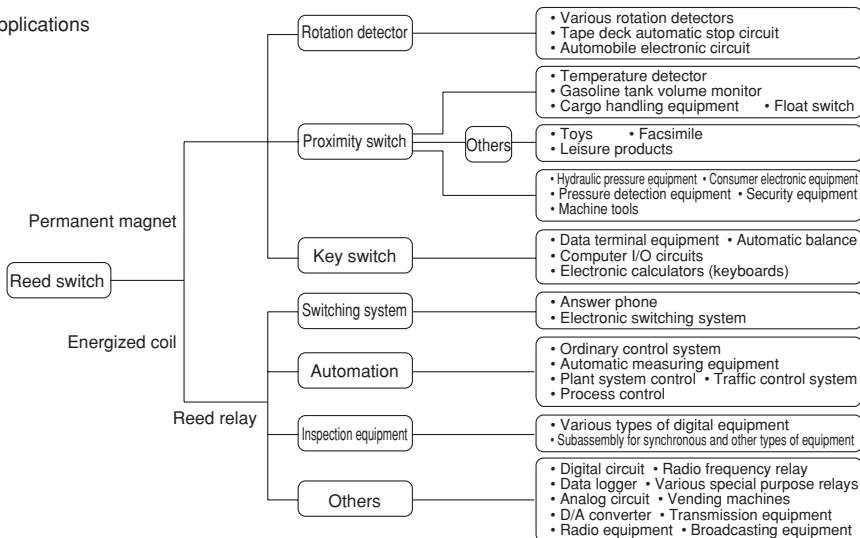 pplications
Rotation detector
• Various rotation detectors
• Tape deck automatic stop circuit
• Automobile electronic circuit
Proximity switch
• Temperature detector
• Gasoline tank volume monitor
• Cargo handling equipment • Float switch
Others
• Toys • Facsimile
• Leisure products
• Hydraulic pressure equipment • Consumer electronic equipment
• Pressure detection equipment • Security equipment
• Machine tools
Permanent magnet
Key switch
• Data terminal equipment • Automatic balance
• Computer I/O circuits
• Electronic calculators (keyboards)
Reed switch
Switching system
• Answer phone
• Electronic switching system
Energized coil
Automation
• Ordinary control system
• Automatic measuring equipment
• Plant system control • Traffic control system
• Process control
Reed relay
Inspection equipment
• Various types of digital equipment
• Subassembly for synchronous and other types of equipment
Others
• Digital circuit • Radio frequency relay
• Data logger • Various special purpose relays
• Analog circuit • Vending machines
• D/A converter • Transmission equipment
• Radio equipment • Broadcasting equipment